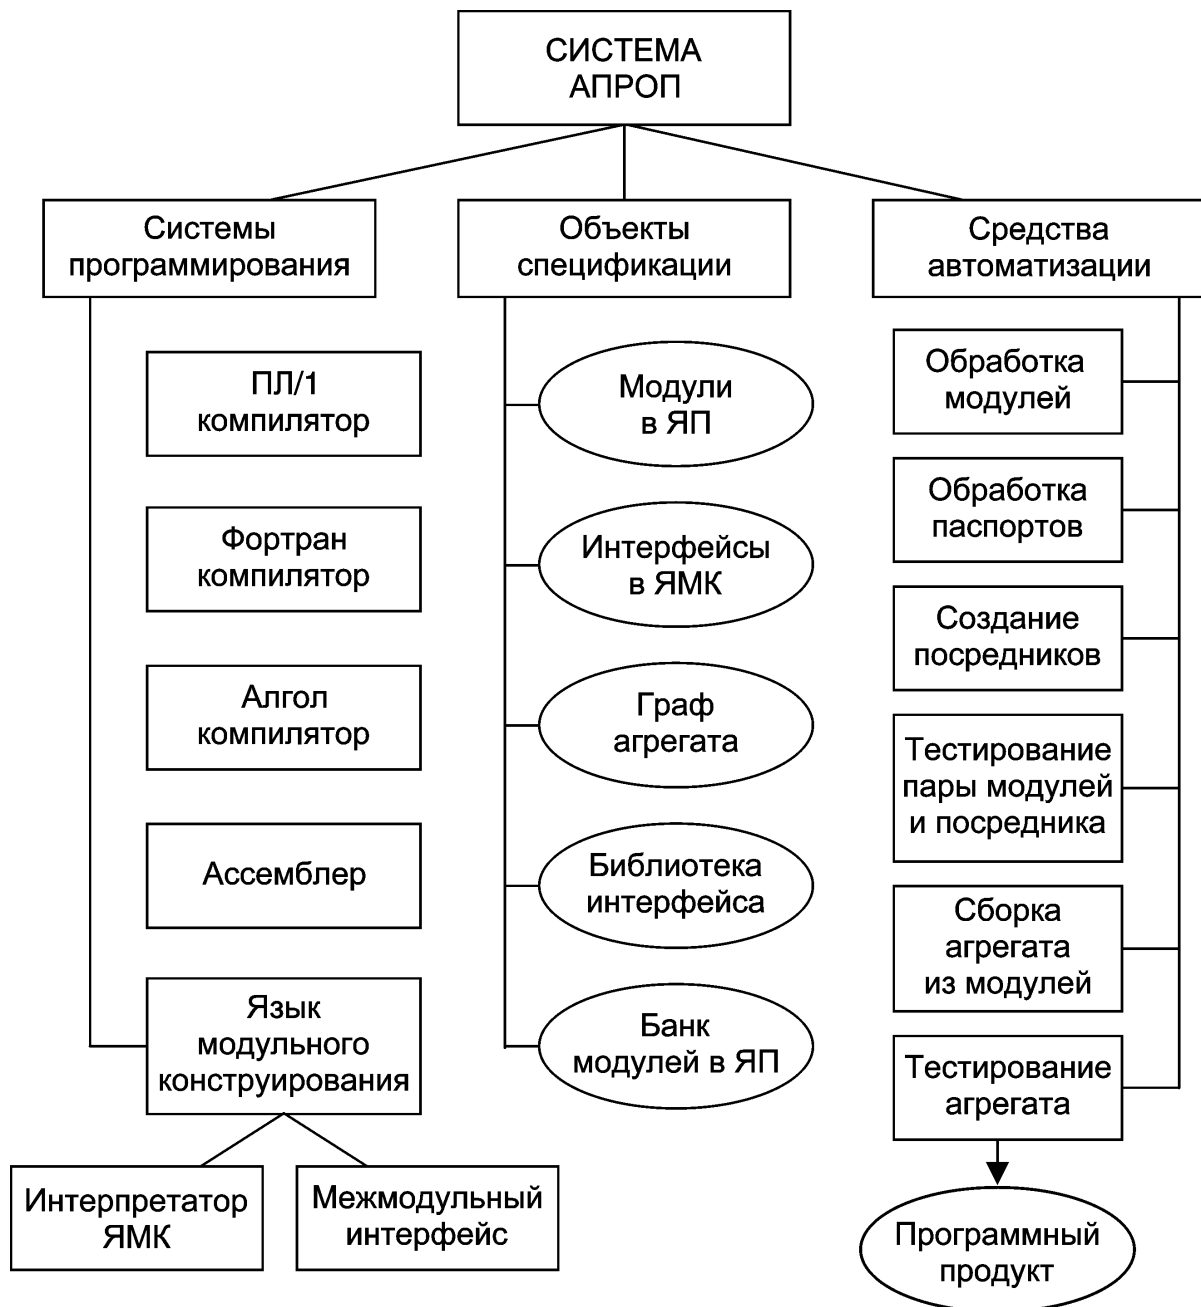 СИСТЕМА
АПРОП
Системы
программирования
Объекты
спецификации
Средства
автоматизации
ПЛ/1
компилятор
Фортран
компилятор
Алгол
компилятор
Ассемблер
Язык
модульного
конструирования
Интерпретатор
ЯМК
Межмодульный
интерфейс
Модули
в ЯП
Интерфейсы
в ЯМК
Граф
агрегата
Библиотека
интерфейса
Банк
модулей в ЯП
Обработка
модулей
Обработка
паспортов
Создание
посредников
Тестирование
пары модулей
и посредника
Сборка
агрегата
из модулей
Тестирование
агрегата
Программный
продукт